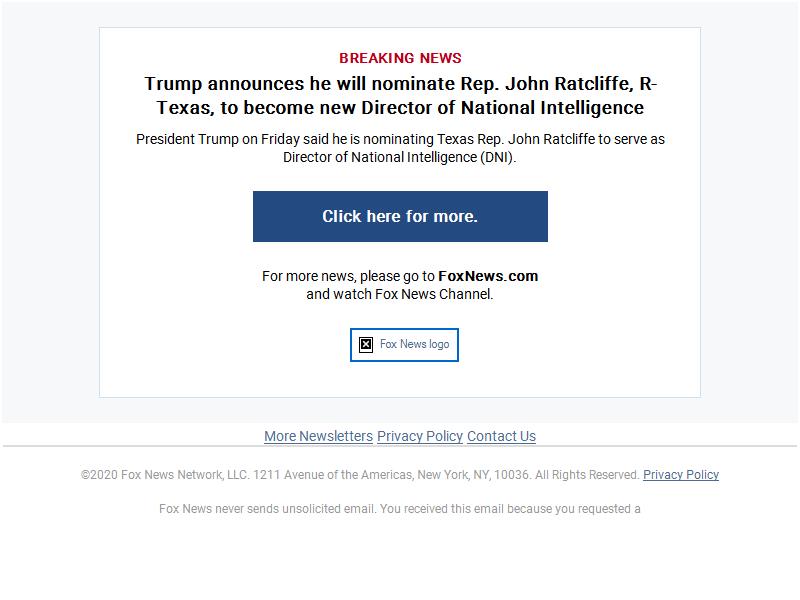 BREAKING NEWS
Trump announces he will nominate Rep. John Ratcliffe, R-
Texas, to become new Director of National Intelligence
President Trump on Friday said he is nominating Texas Rep. John Ratcliffe to serve as
Director of National Intelligence (DNI).
Click here for more.
For more news, please go to FoxNews.com
and watch Fox News Channel.
Fox News logo
More Newsletters Privacy Policy Contact Us
©2020 Fox News Network, LLC. 1211 Avenue of the Americas, New York, NY, 10036. All Rights Reserved. Privacy Policy
Fox News never sends unsolicited email. You received this email because you requested a